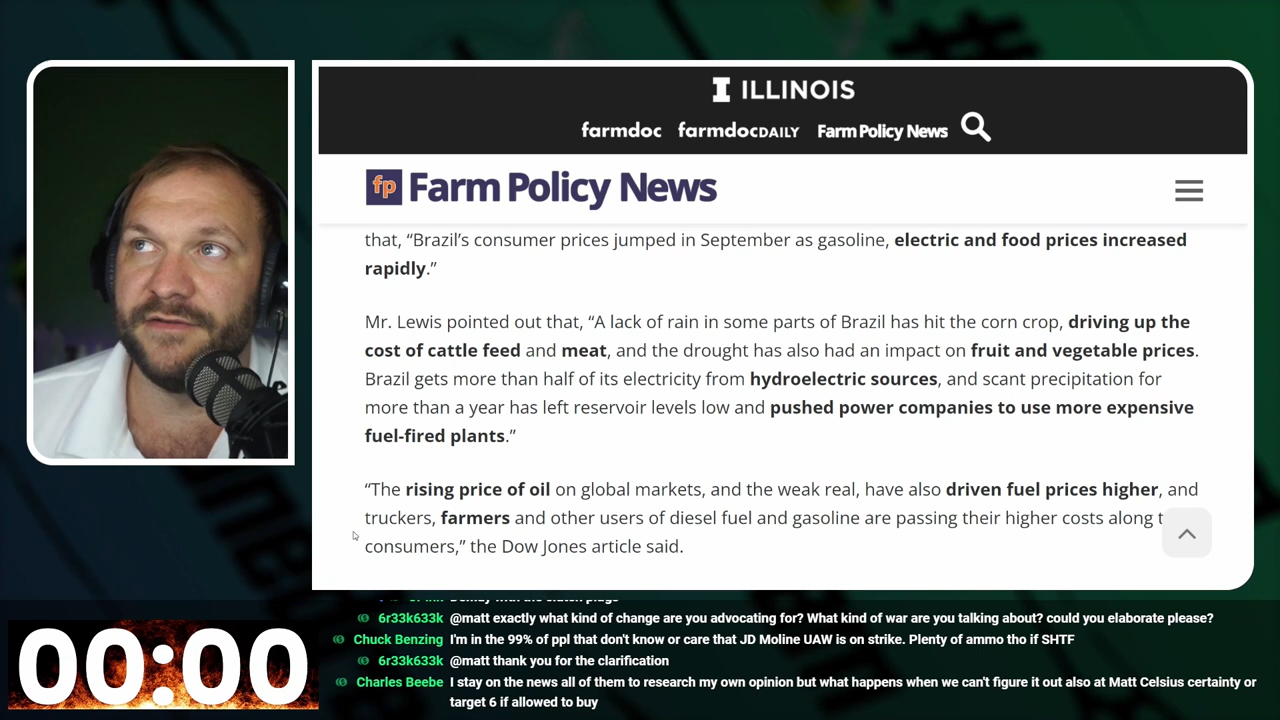 ILLINOIS
farmdoc farmdocDAILY Farm Policy News
fp Farm Policy News
that, “Brazil’s consumer prices jumped in September as gasoline, electric and food prices increased
rapidly.”
Mr. Lewis pointed out that, “A lack of rain in some parts of Brazil has hit the corn crop, driving up the
cost of cattle feed and meat, and the drought has also had an impact on fruit and vegetable prices.
Brazil gets more than half of its electricity from hydroelectric sources, and scant precipitation for
more than a year has left reservoir levels low and pushed power companies to use more expensive
fuel-fired plants.”
“The rising price of oil on global markets, and the weak real, have also driven fuel prices higher, and
truckers, farmers and other users of diesel fuel and gasoline are passing their higher costs along
consumers,” the Dow Jones article said.
6r33k633k @matt exactly what kind of change are you advocating for? What kind of war are you talking about? could you elaborate please?
Chuck Benzing I'm in the 99% of ppl that don't know or care that JD Moline UAW is on strike. Plenty of ammo tho if SHTF
6r33k633k @matt thank you for the clarification
Charles Beebe I stay on the news all of them to research my own opinion but what happens when we can't figure it out also at Matt Celsius certainty or
target 6 if allowed to buy
00:00